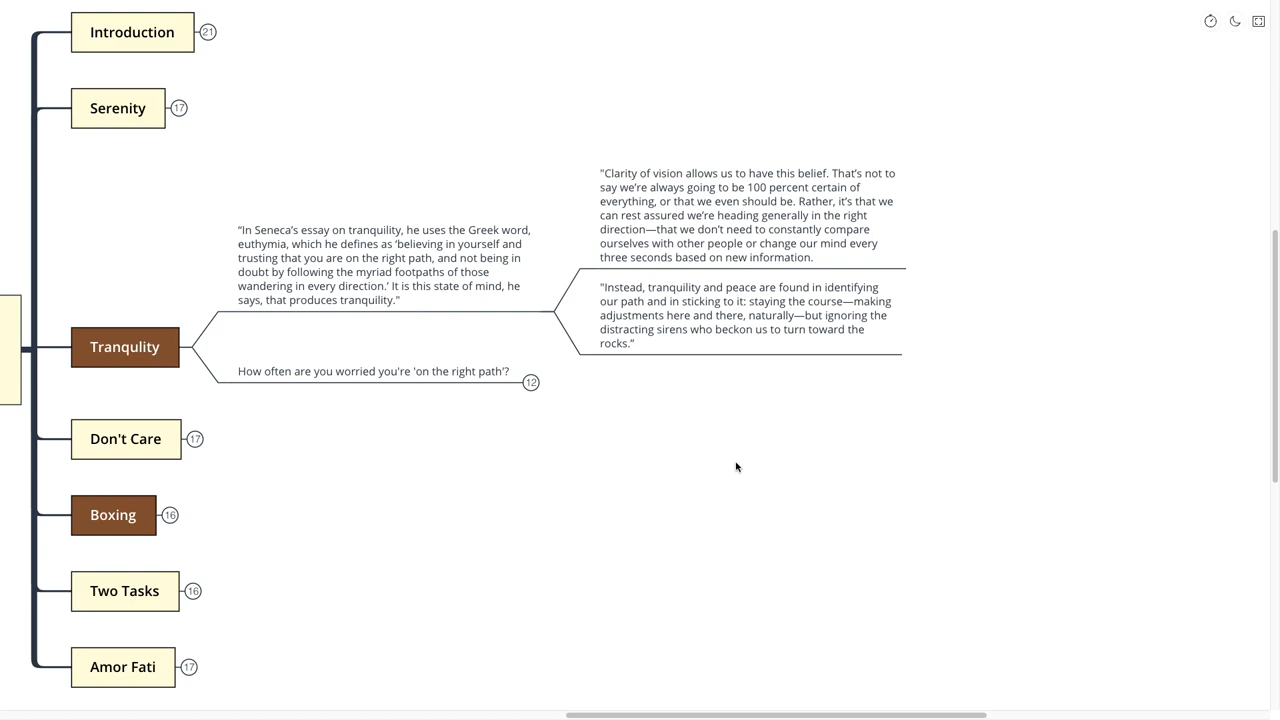 Introduction
21
Serenity
17
"Clarity of vision allows us to have this belief. That's not to
say we're always going to be 100 percent certain of
everything, or that we even should be. Rather, it's that we
can rest assured we're heading generally in the right
direction—that we don't need to constantly compare
ourselves with other people or change our mind every
three seconds based on new information.
“In Seneca’s essay on tranquility, he uses the Greek word,
euthymia, which he defines as ‘believing in yourself and
trusting that you are on the right path, and not being in
doubt by following the myriad footpaths of those
wandering in every direction.’ It is this state of mind, he
says, that produces tranquility."
"Instead, tranquility and peace are found in identifying
our path and in sticking to it: staying the course—making
adjustments here and there, naturally—but ignoring the
distracting sirens who beckon us to turn toward the
rocks.”
Tranqulity
How often are you worried you're 'on the right path'?
12
Don't Care
17
Boxing
16
Two Tasks
16
Amor Fati
17